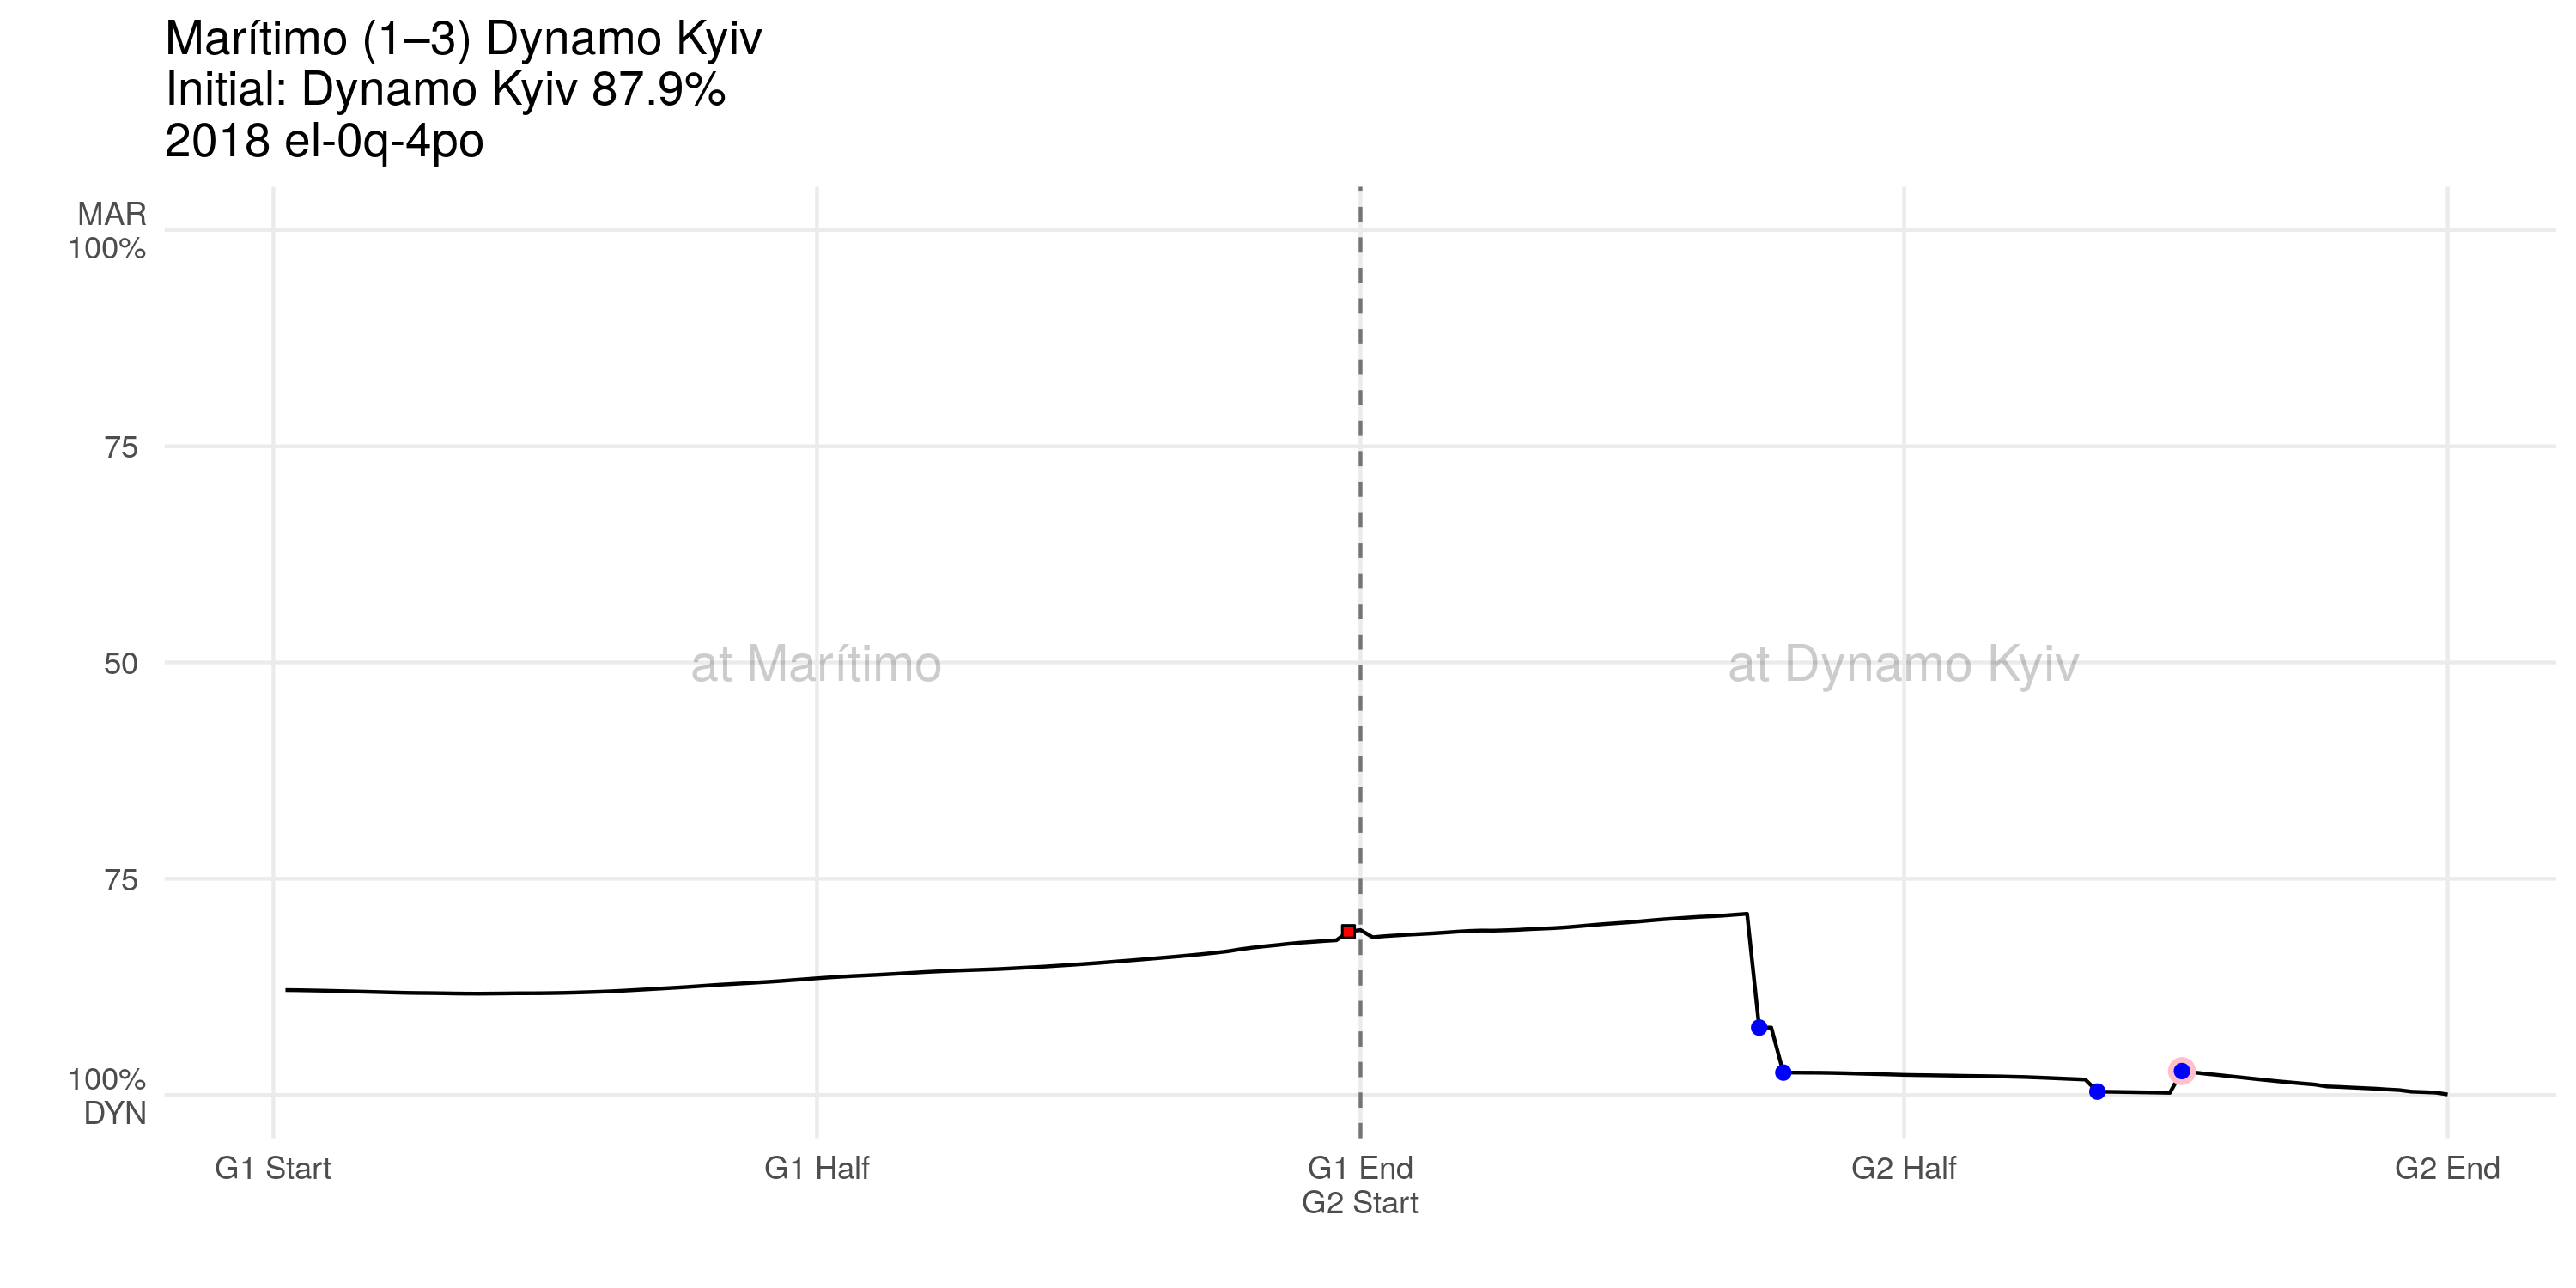 Marítimo (1–3) Dynamo Kyiv
Initial: Dynamo Kyiv 87.9%
2018 el-0q-4po
MAR
100%
75
50
75
100%
DYN
at Marítimo
at Dynamo Kyiv
G1 Start
G1 Half
G1 End
G2 Start
G2 Half
G2 End